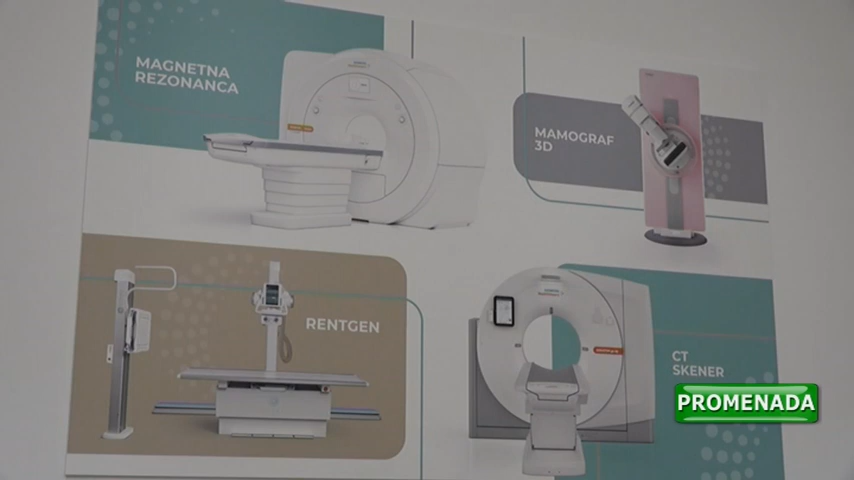 MAGNETNA
REZONANCA
MAMOGRAF
3D
RENTGEN
CT
SKENER
PROMENADA